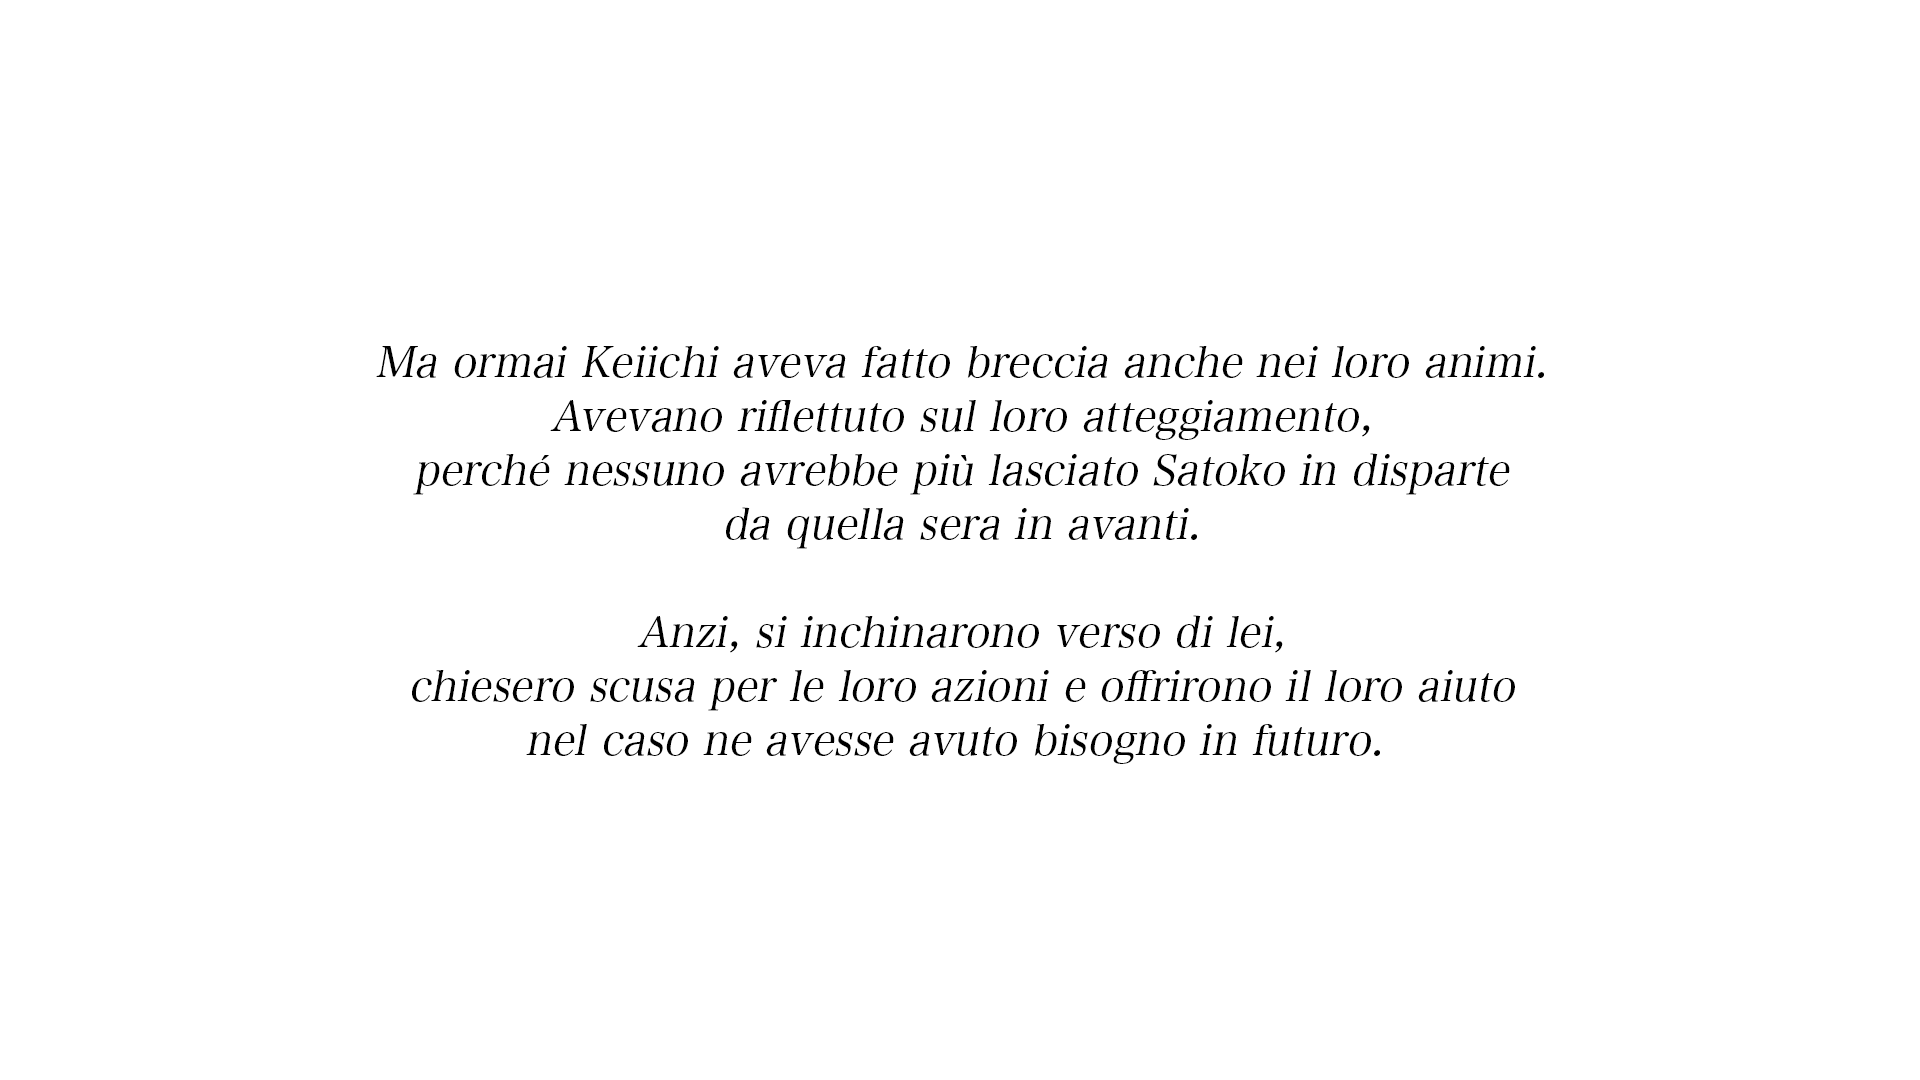 Ma ormai Keiichi aveva fatto breccia anche nei loro animi.
Avevano riflettuto sul loro atteggiamento,
perché nessuno avrebbe più lasciato Satoko in disparte
da quella sera in avanti.
Anzi, si inchinarono verso di lei,
chiesero scusa per le loro azioni e offrirono il loro aiuto
nel caso ne avesse avuto bisogno in futuro.